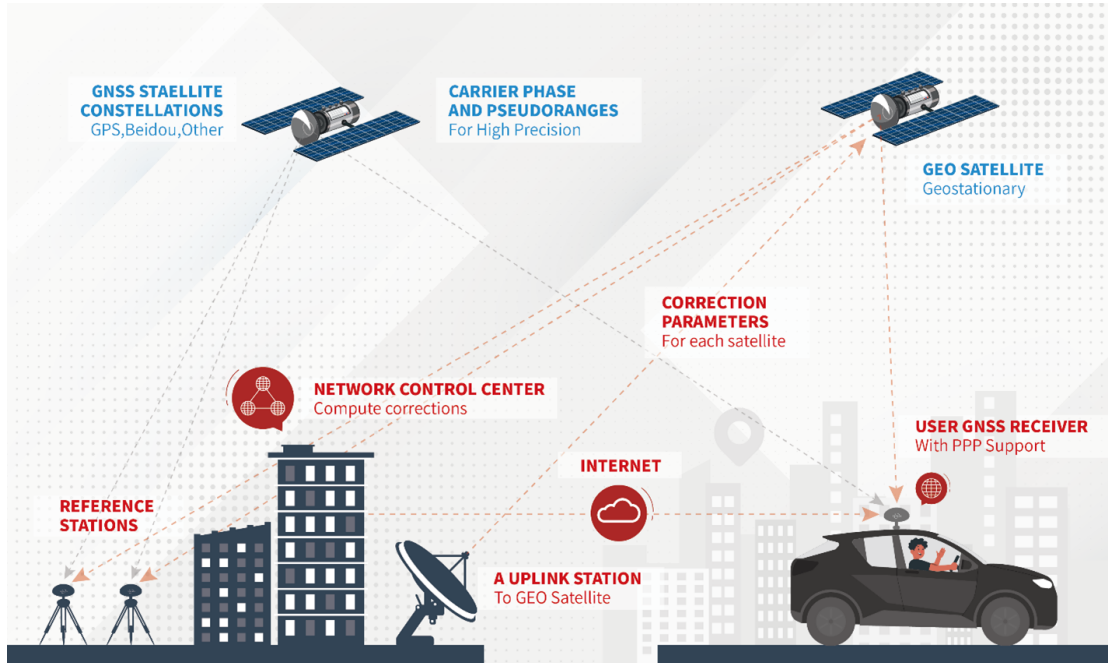 GNSS STAELLITE
CONSTELLATIONS
GPS,Beidou,Other
CARRIER PHASE
AND PSEUDORANGES
For High Precision
GEO SATELLITE
Geostationary
CORRECTION
PARAMETERS
For each satellite
NETWORK CONTROL CENTER
Compute corrections
USER GNSS RECEIVER
With PPP Support
INTERNET
REFERENCE
STATIONS
A UPLINK STATION
To GEO Satellite